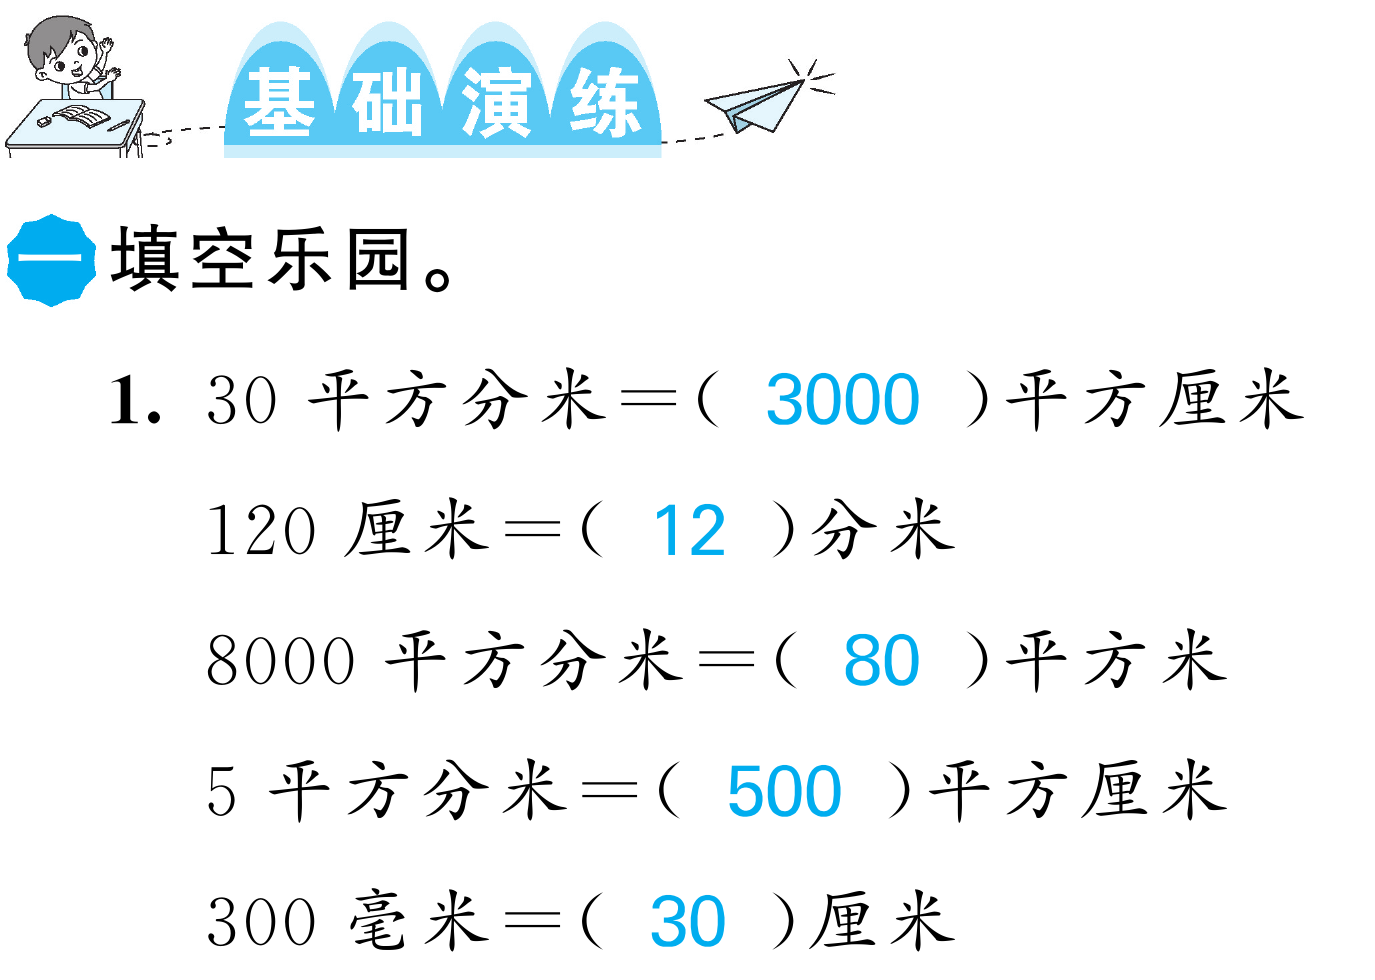 基础演练
一 填空乐园。
1. 30 平方分米=( 3000 )平方厘米
120 厘米=( 12 )分米
8000 平方分米=( 80 )平方米
5 平方分米=( 500 )平方厘米
300 毫米=( 30 )厘米